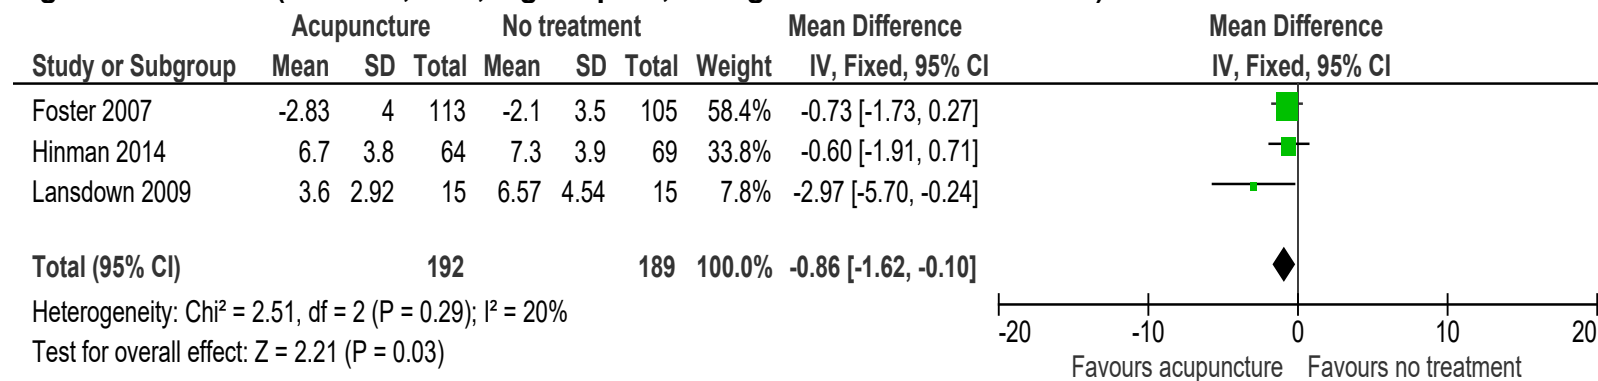 Acupuncture No treatment Mean Difference Mean Difference
Study or Subgroup Mean SD Total Mean SD Total Weight IV, Fixed, 95% CI IV, Fixed, 95% CI
Foster 2007 -2.83 4 113 -2.1 3.5 105 58.4% -0.73 [-1.73, 0.27]
Hinman 2014 6.7 3.8 64 7.3 3.9 69 33.8% -0.60 [-1.91, 0.71]
Lansdown 2009 3.6 2.92 15 6.57 4.54 15 7.8% -2.97 [-5.70, -0.24]
Total (95% CI) 192 189 100.0% -0.86 [-1.62, -0.10]
Heterogeneity: Chi² = 2.51, df = 2 (P = 0.29); I² = 20%
Test for overall effect: Z = 2.21 (P = 0.03)
-20 -10 0 10 20
Favours acupuncture Favours no treatment